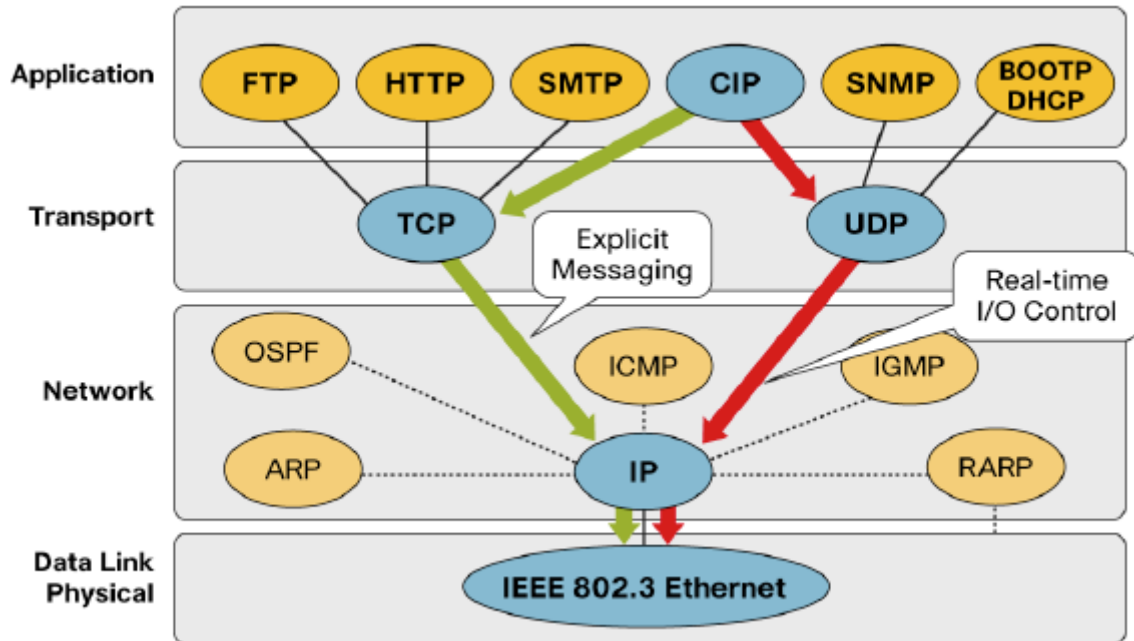 Application
FTP
HTTP
SMTP
CIP
SNMP
BOOTP
DHCP
Transport
TCP
UDP
Explicit
Messaging
Real-time
I/O Control
Network
OSPF
ICMP
IGMP
ARP
IP
RARP
Data Link
Physical
IEEE 802.3 Ethernet